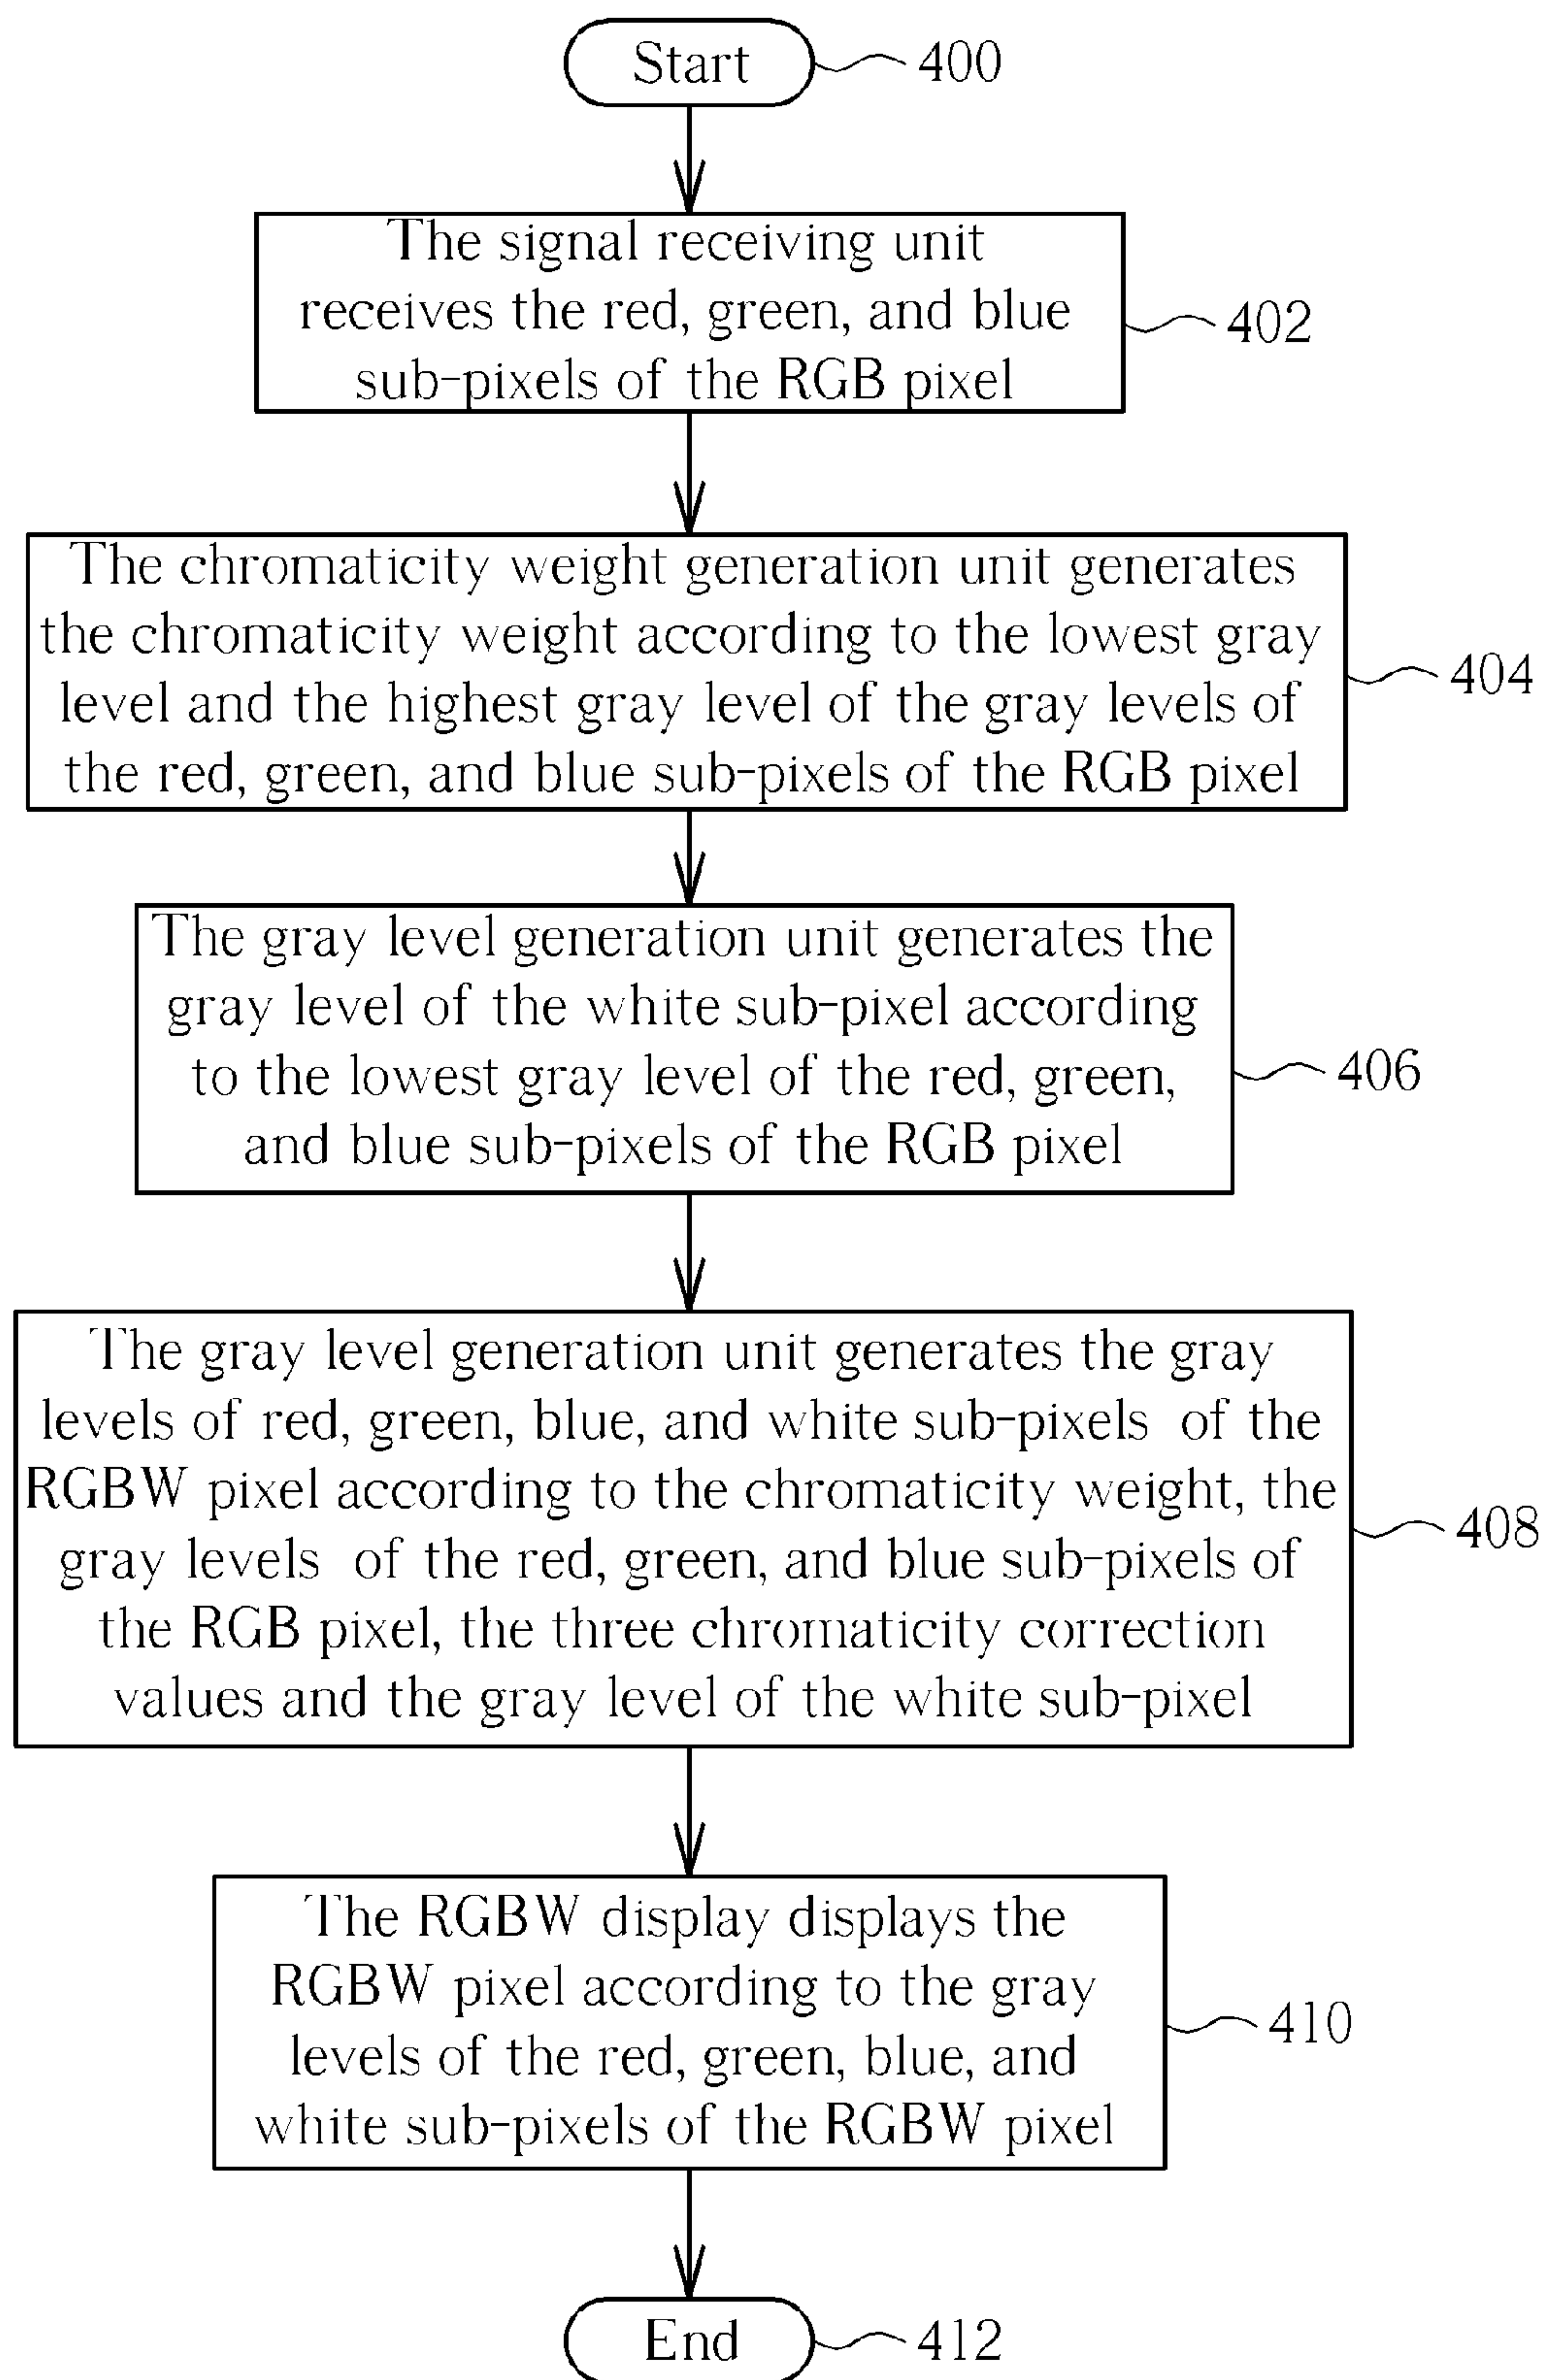 Start
400
The signal receiving unit
receives the red, green, and blue
sub-pixels of the RGB pixel
402
The chromaticity weight generation unit generates
the chromaticity weight according to the lowest gray
level and the highest gray level of the gray levels of
the red, green, and blue sub-pixels of the RGB pixel
404
The gray level generation unit generates the
gray level of the white sub-pixel according
to the lowest gray level of the red, green,
and blue sub-pixels of the RGB pixel
406
The gray level generation unit generates the gray
levels of red, green, blue, and white sub-pixels of the
RGBW pixel according to the chromaticity weight, the
gray levels of the red, green, and blue sub-pixels of
the RGB pixel, the three chromaticity correction
values and the gray level of the white sub-pixel
408
The RGBW display displays the
RGBW pixel according to the gray
levels of the red, green, blue, and
white sub-pixels of the RGBW pixel
410
End
412